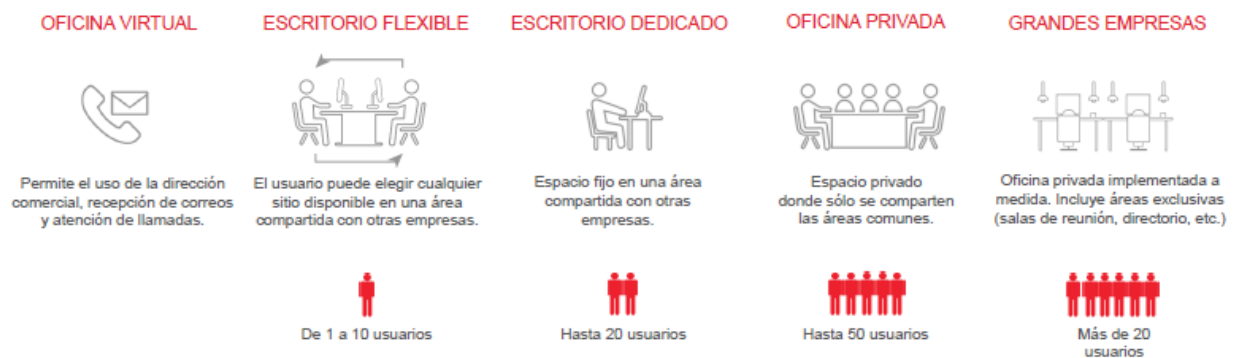 OFICINA VIRTUAL
Permite el uso de la dirección
comercial, recepción de correos
y atención de llamadas.
ESCRITORIO FLEXIBLE
El usuario puede elegir cualquier
sitio disponible en una área
compartida con otras empresas.
De 1 a 10 usuarios
ESCRITORIO DEDICADO
Espacio fijo en una área
compartida con otras
empresas.
Hasta 20 usuarios
OFICINA PRIVADA
Espacio privado
donde sólo se comparten
las áreas comunes.
Hasta 50 usuarios
GRANDES EMPRESAS
Oficina privada implementada a
medida. Incluye áreas exclusivas
(salas de reunión, directorio, etc.)
Más de 20
usuarios